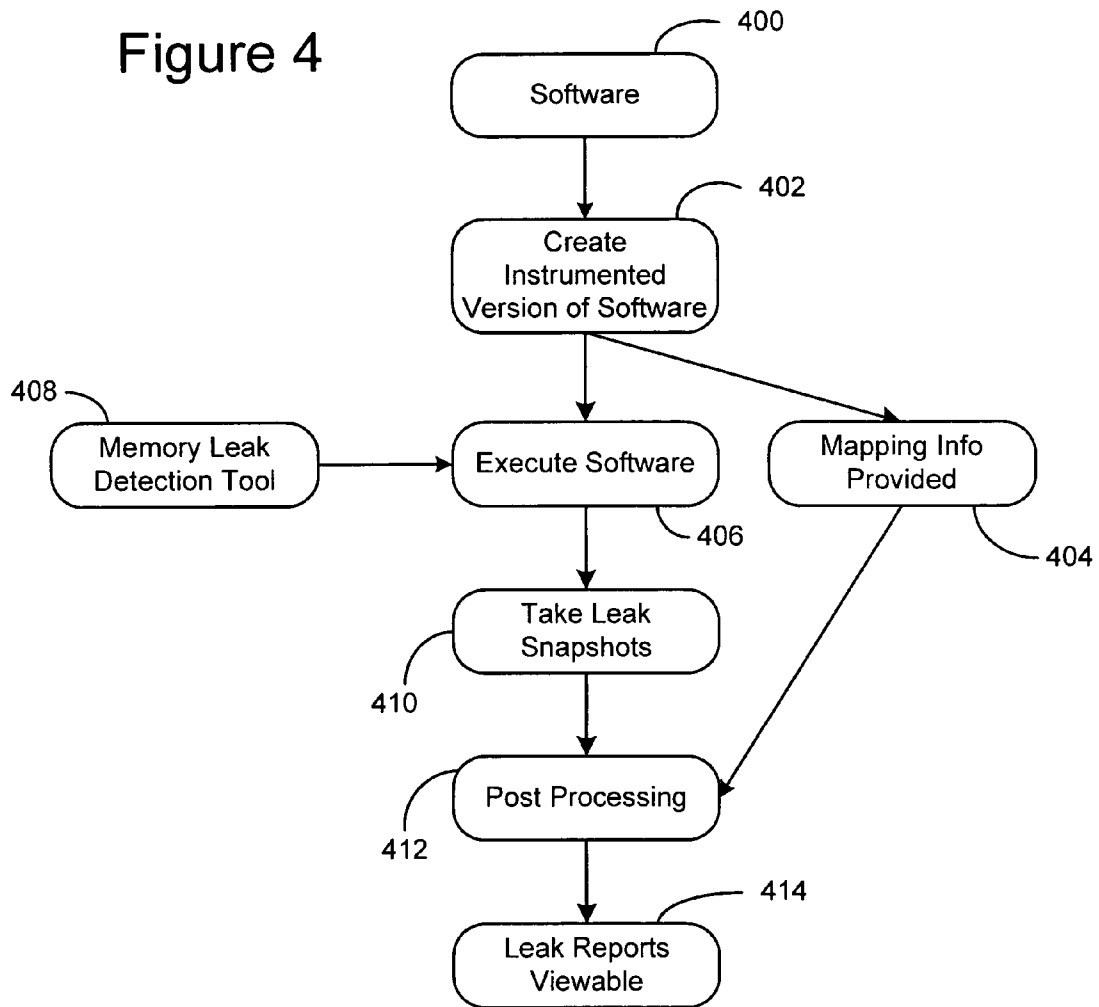 Figure 4
400
Software
402
Create
Instrumented
Version of Software
408
Memory Leak
Detection Tool
Execute Software
406
Mapping Info
Provided
404
Take Leak
Snapshots
410
Post Processing
412
414
Leak Reports
Viewable